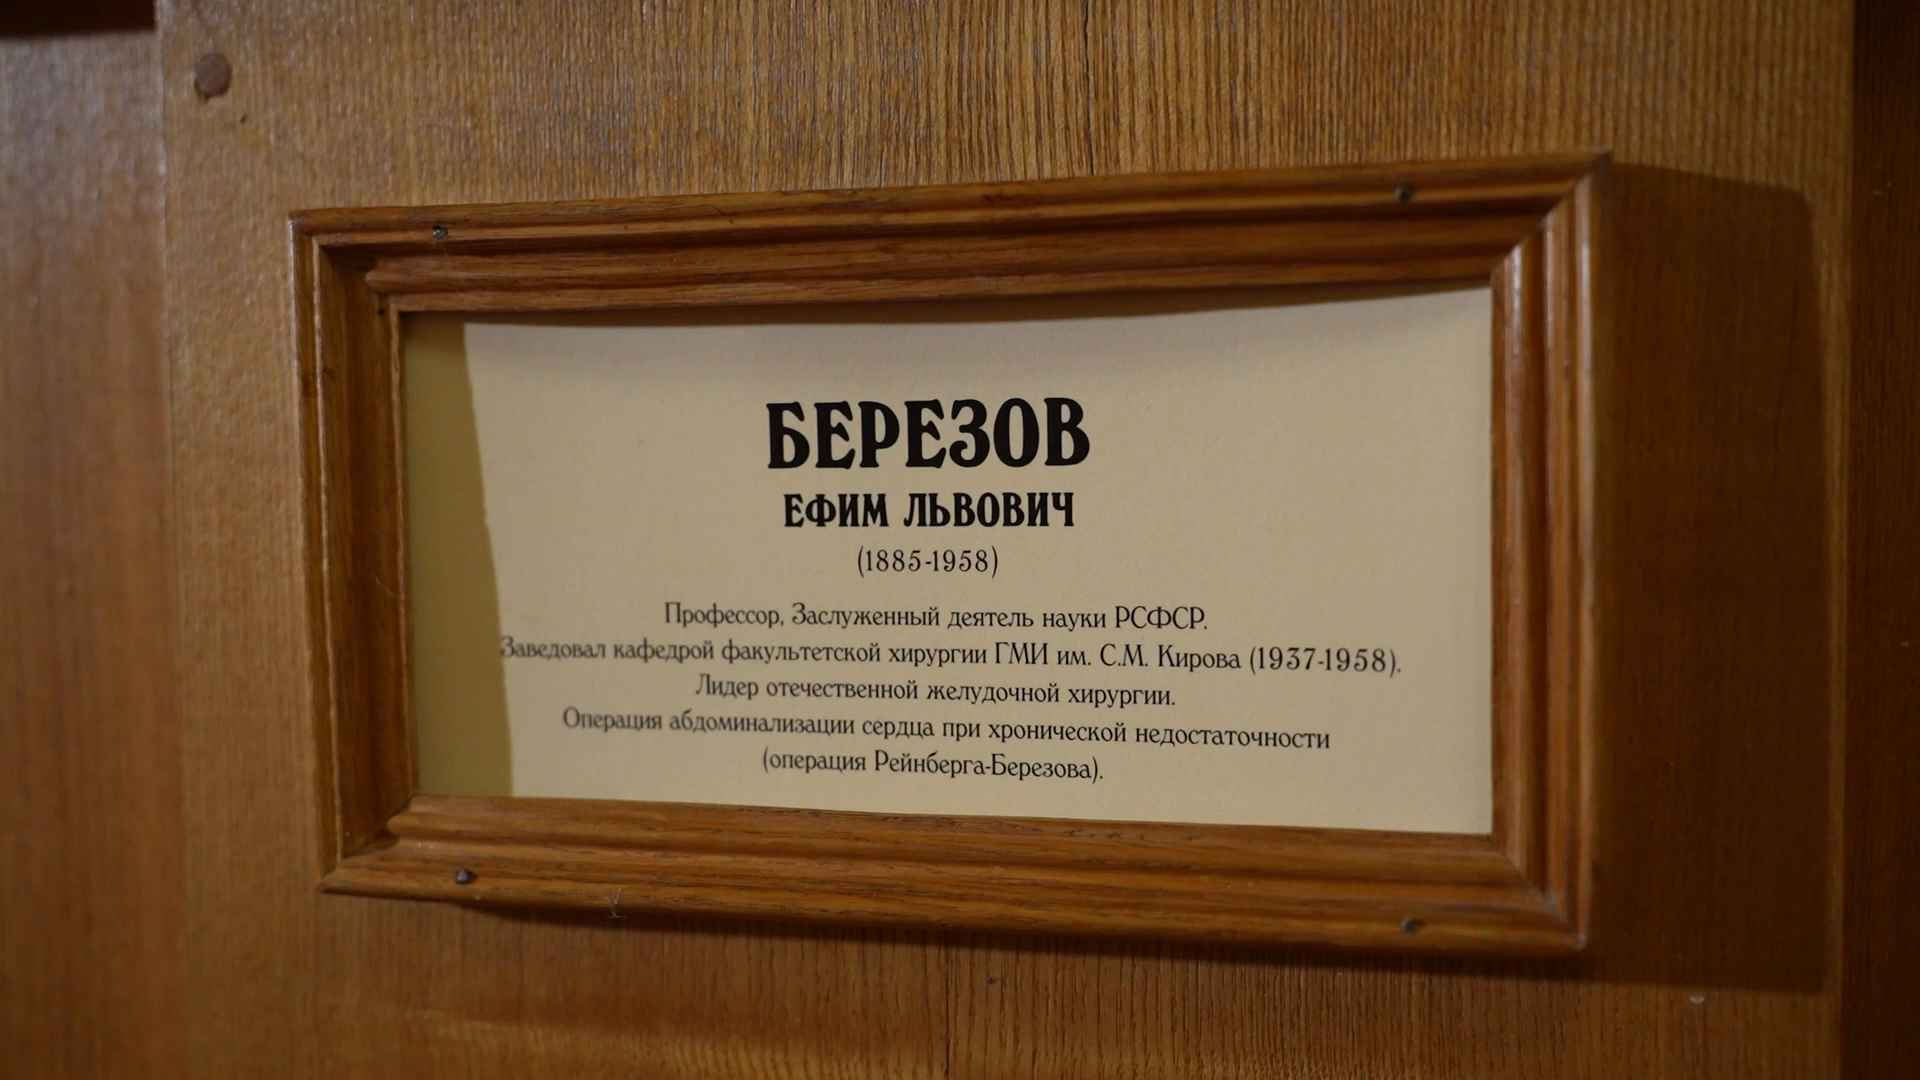 БЕРЕЗОВ
ЕФИМ ЛЬВОВИЧ
(1885-1958)
Профессор, Заслуженный деятель науки РСФСР.
Заведовал кафедрой факультетской хирургии ГМИ им. С.М. Кирова (1937-1958).
Лидер отечественной желудочной хирургии.
Операция абдоминализации сердца при хронической недостаточности
(операция Рейнберга-Березова).